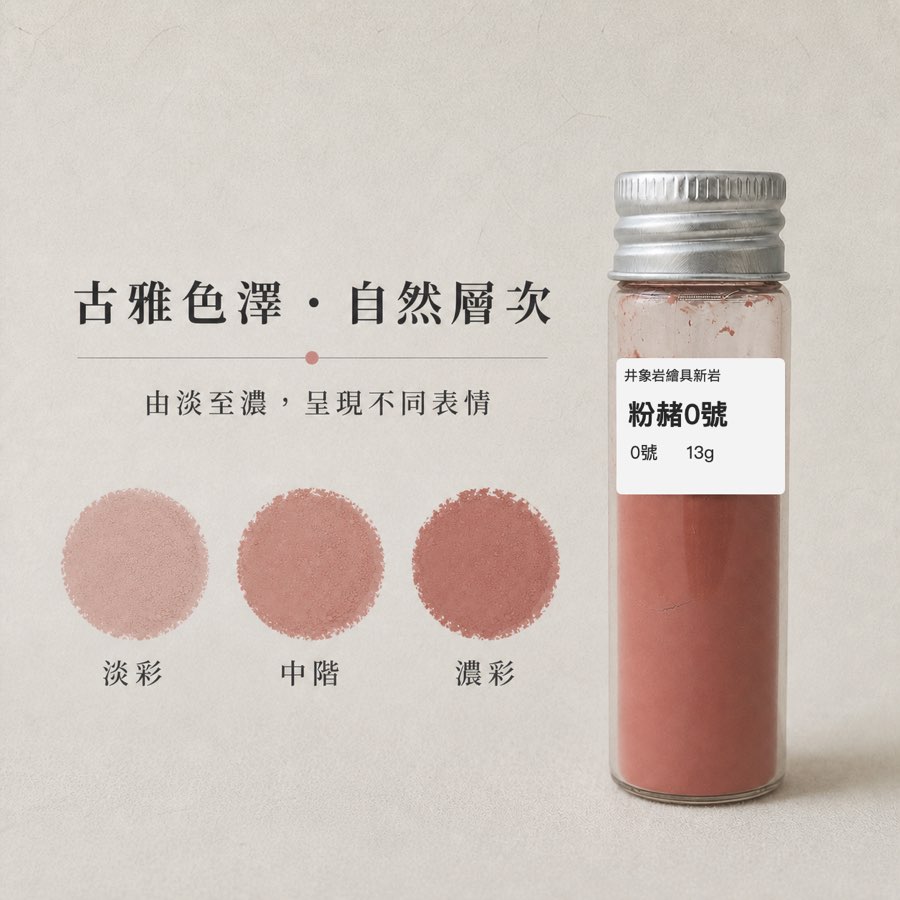 古雅色澤・自然層次
由淡至濃，呈現不同表情
淡彩
中階
濃彩
井象岩繪具新岩
粉赭0號
0號 13g